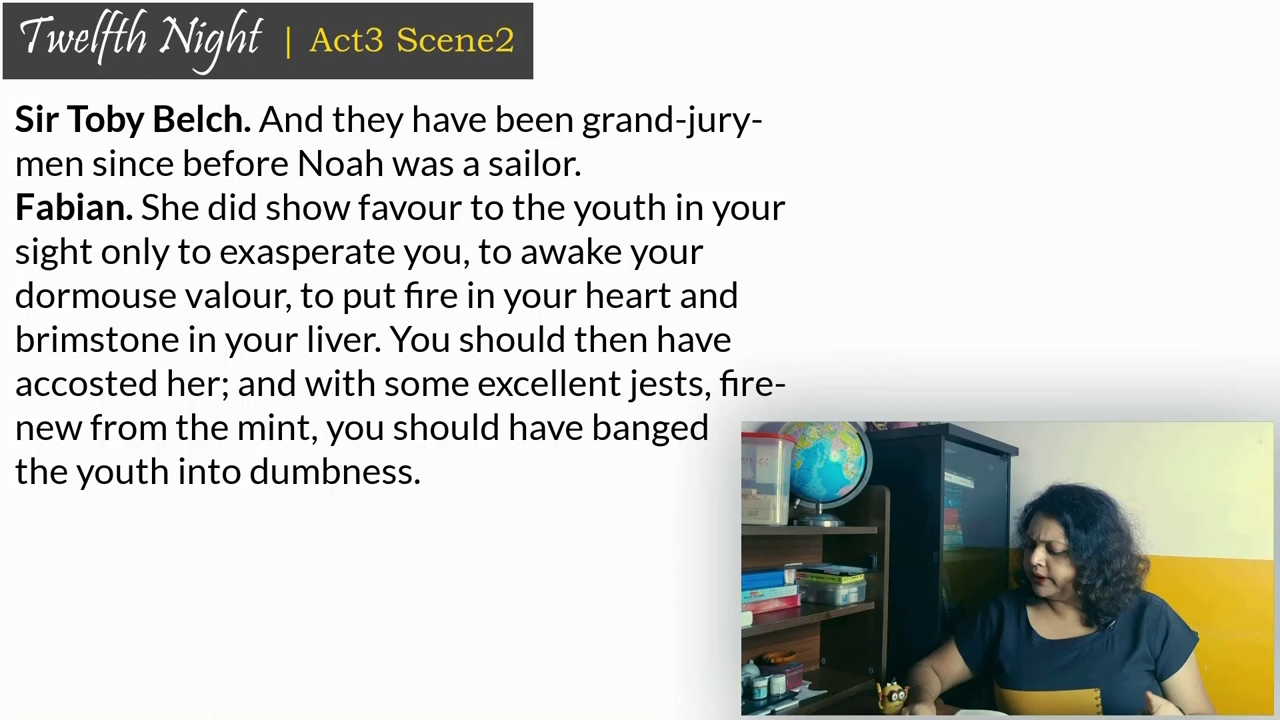 Twelfth Night | Act3 Scene2
Sir Toby Belch. And they have been grand-jury-
men since before Noah was a sailor.
Fabian. She did show favour to the youth in your
sight only to exasperate you, to awake your
dormouse valour, to put fire in your heart and
brimstone in your liver. You should then have
accosted her; and with some excellent jests, fire-
new from the mint, you should have banged
the youth into dumbness.